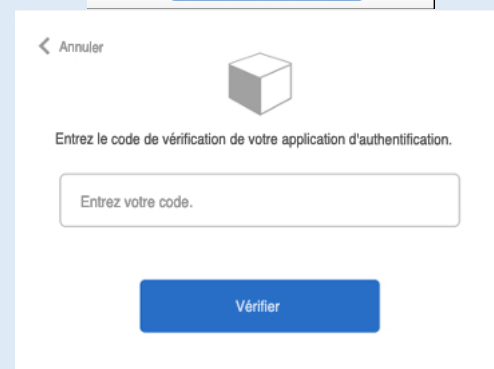 Annuler
Entrez le code de vérification de votre application d'authentification.
Entrez votre code.
Vérifier